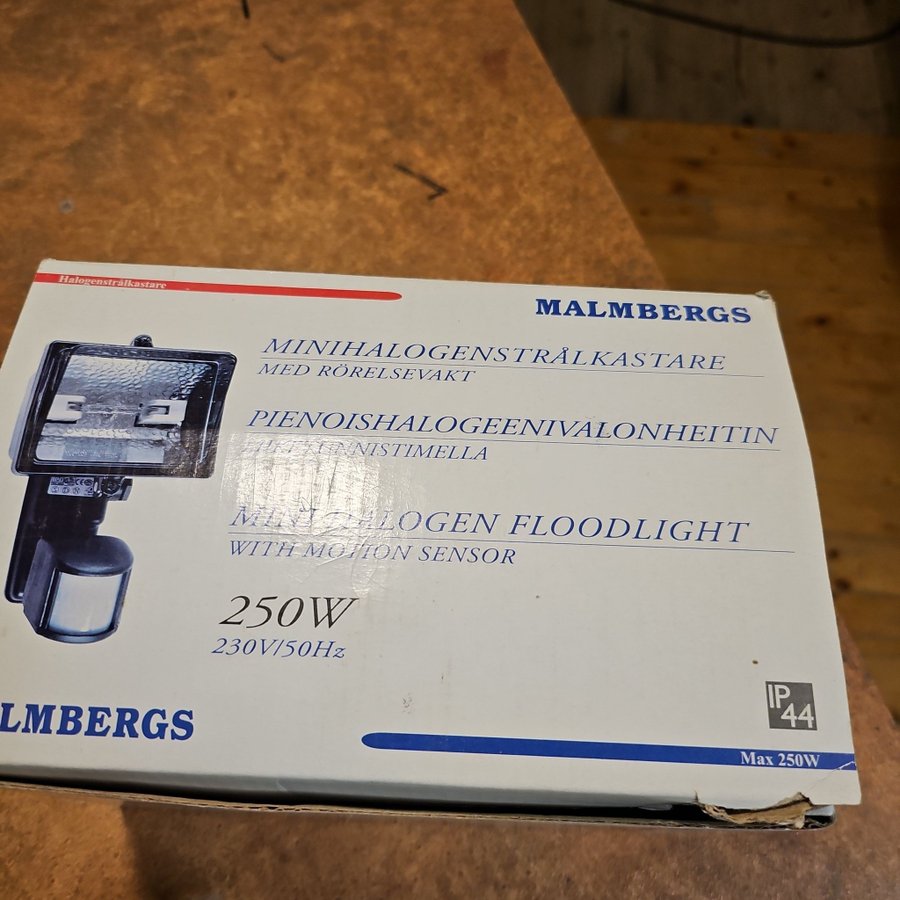 Halogenstrålkastare
MALMBERGS
MINIHALOGENSTRÅLKASTARE
MED RÖRELSEVAKT
PIENOISHALOGEENIVALONHEITIN
MINI HALOGEN FLOODLIGHT
WITH MOTION SENSOR
250W
230V/50Hz
IP
44
LMBERGS
Max 250W